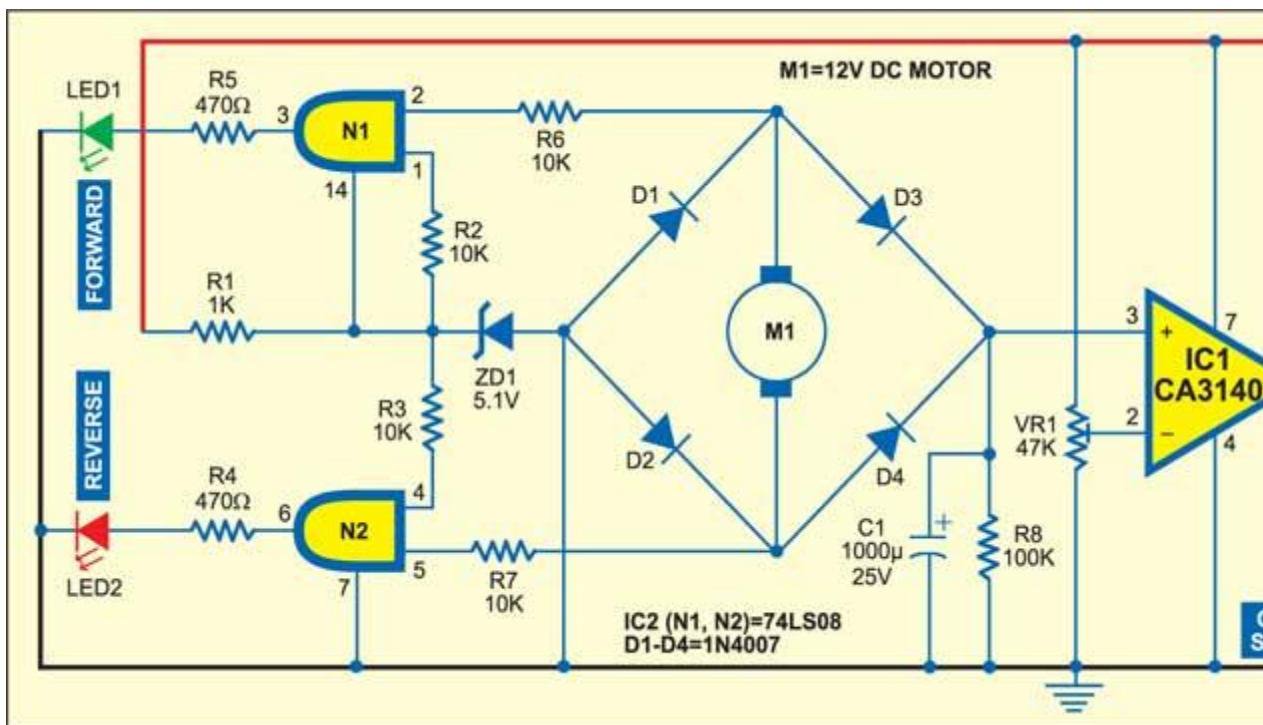 M1=12V DC MOTOR
LED1
R5
470Ω
3
N1
2
1
14
R6
10K
FORWARD
R2
10K
D1
D3
R1
1K
ZD1
5.1V
M1
3
+
7
IC1
CA3140
2
–
4
VR1
47K
REVERSE
R3
10K
D2
D4
R4
470Ω
6
N2
4
5
7
LED2
R7
10K
C1
1000µ
25V
+
R8
100K
IC2 (N1, N2)=74LS08
D1-D4=1N4007